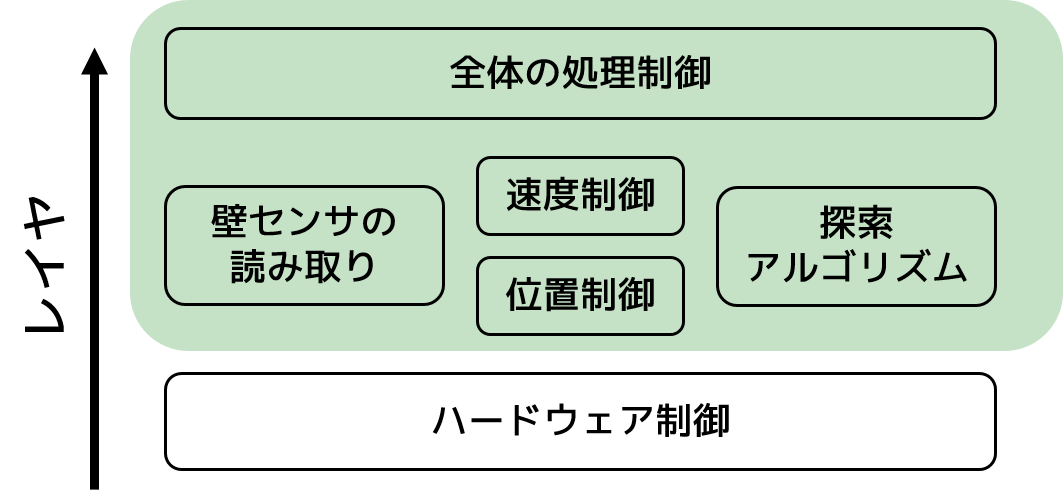 全体の処理制御
速度制御
壁センサの
読み取り
探索
アルゴリズム
位置制御
ハードウェア制御
レイヤ